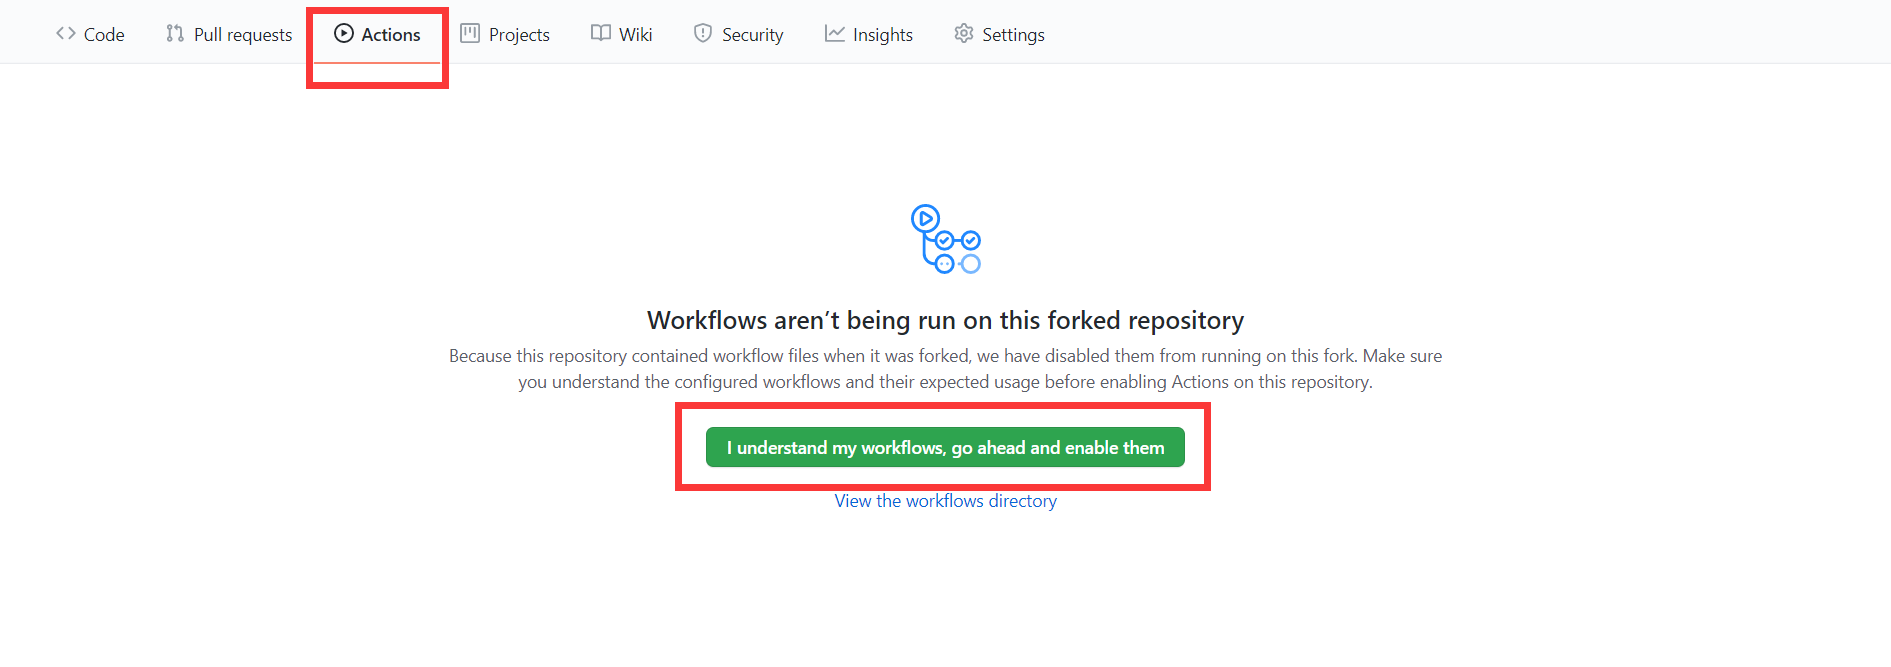 Code Pull requests Actions Projects Wiki Security Insights Settings
Workflows aren’t being run on this forked repository
Because this repository contained workflow files when it was forked, we have disabled them from running on this fork. Make sure
you understand the configured workflows and their expected usage before enabling Actions on this repository.
I understand my workflows, go ahead and enable them
View the workflows directory